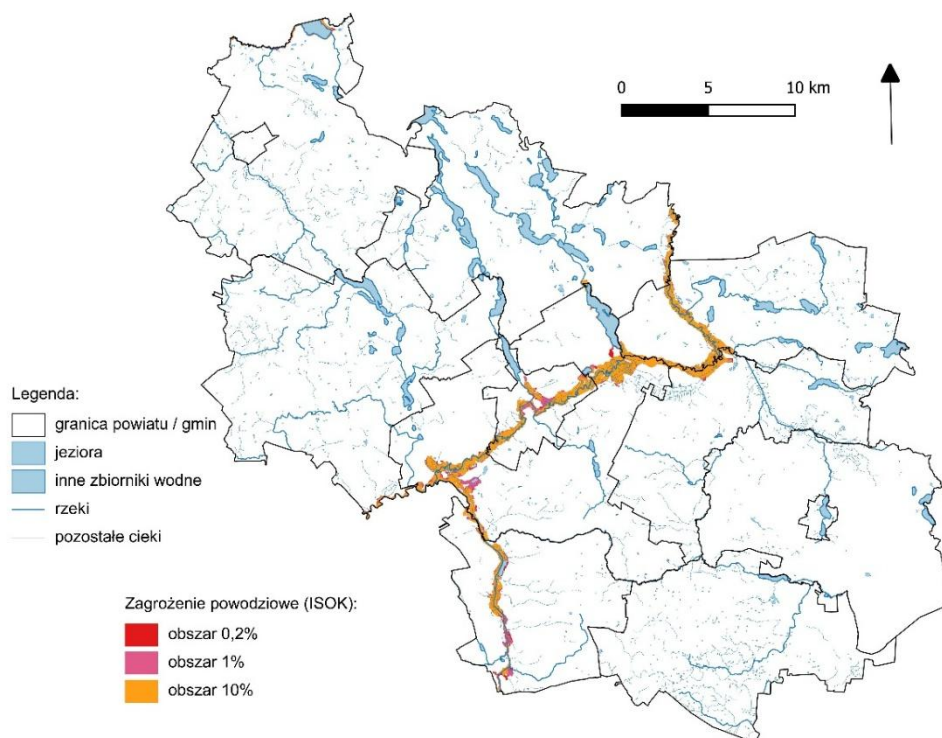 0 5 10 km
Legenda:
granica powiatu / gmin
jeziora
inne zbiorniki wodne
rzeki
pozostałe cieki
Zagrożenie powodziowe (ISOK):
obszar 0,2%
obszar 1%
obszar 10%